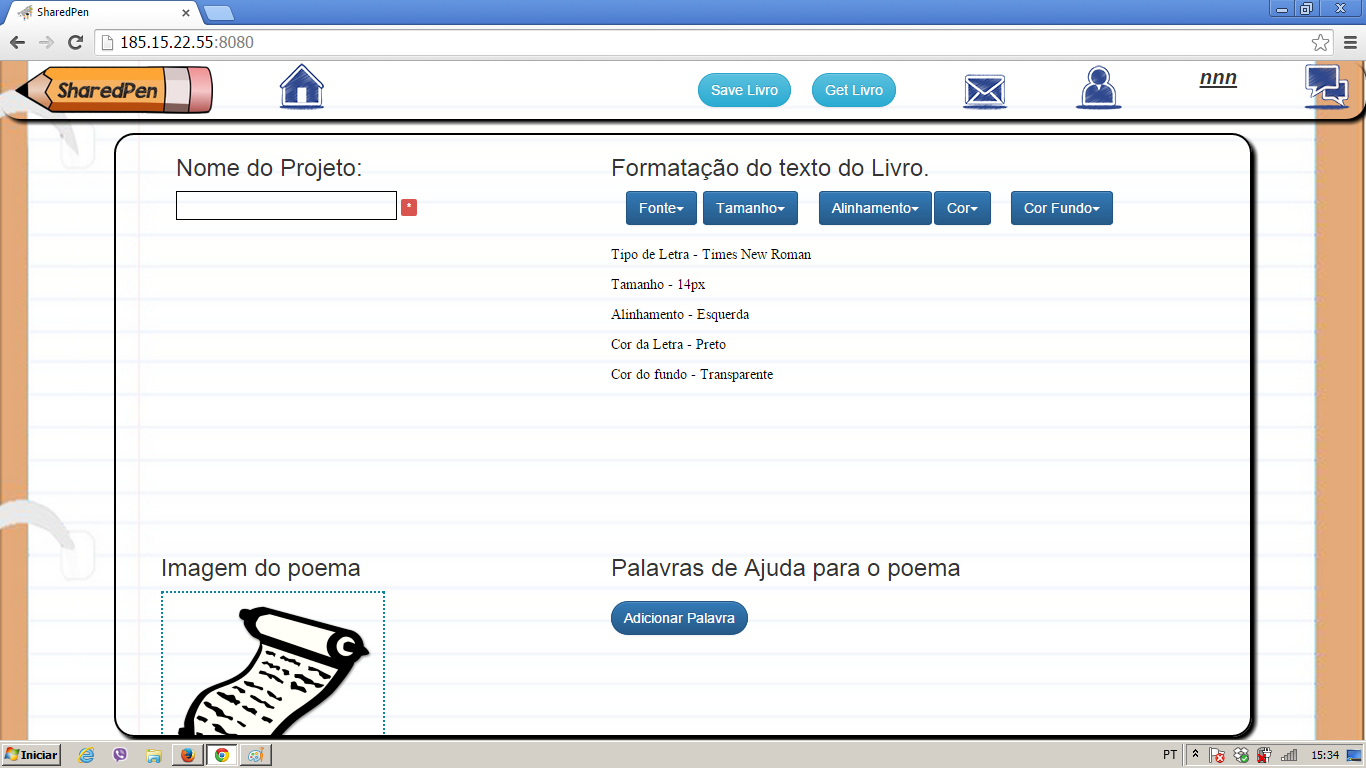 SharedPen
185.15.22.55:8080
SharedPen
Save Livro
Get Livro
nnn
Nome do Projeto:
*
Formatação do texto do Livro.
Fonte
Tamanho
Alinhamento
Cor
Cor Fundo
Tipo de Letra - Times New Roman
Tamanho - 14px
Alinhamento - Esquerda
Cor da Letra - Preto
Cor do fundo - Transparente
Imagem do poema
Palavras de Ajuda para o poema
Adicionar Palavra
Iniciar
PT
15:34